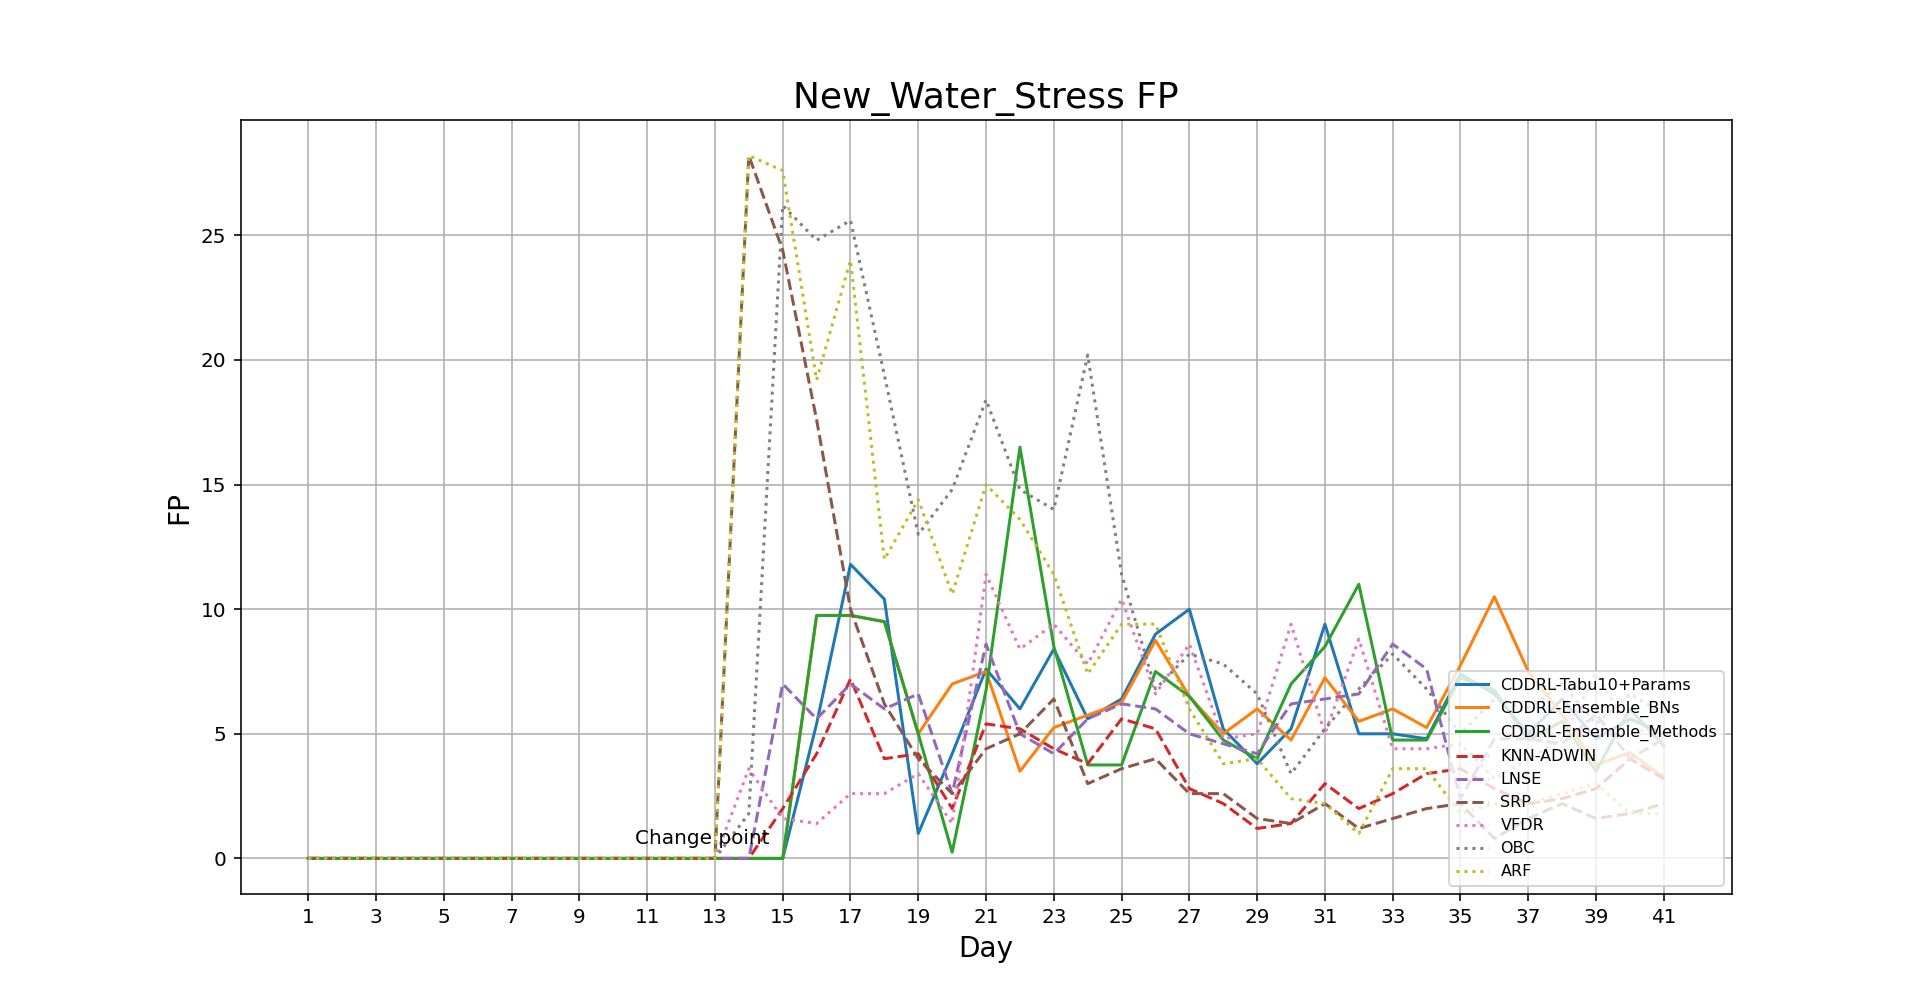 New_Water_Stress FP
FP
25
20
15
10
5
0
Change point
CDDRL-Tabu10+Params
CDDRL-Ensemble_BNs
CDDRL-Ensemble_Methods
KNN-ADWIN
LNSE
SRP
VFDR
OBC
ARF
1 3 5 7 9 11 13 15 17 19 21 23 25 27 29 31 33 35 37 39 41
Day